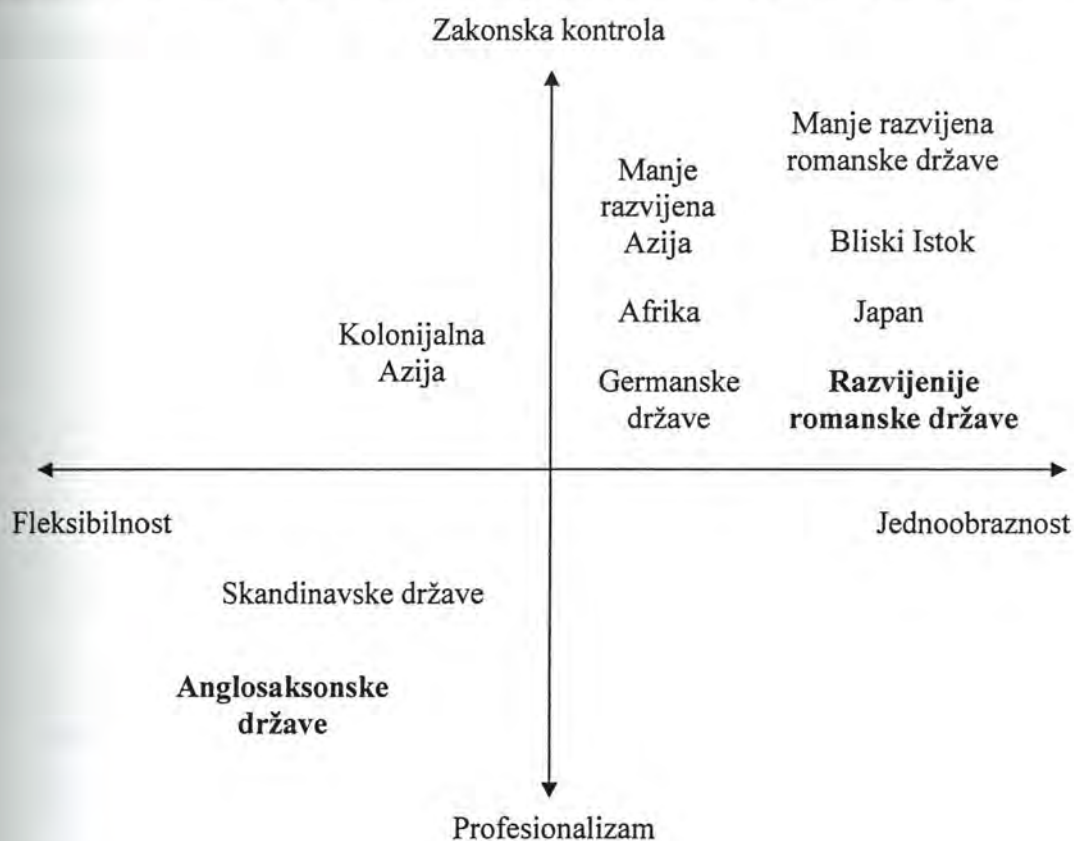 Zakonska kontrola
Manje razvijena
romanske države
Manje
razvijena
Azija
Bliski Istok
Afrika
Japan
Kolonijalna
Azija
Germanske
države
Razvijenije
romanske države
Fleksibilnost
Jednoobraznost
Skandinavske države
Anglosaksonske
države
Profesionalizam